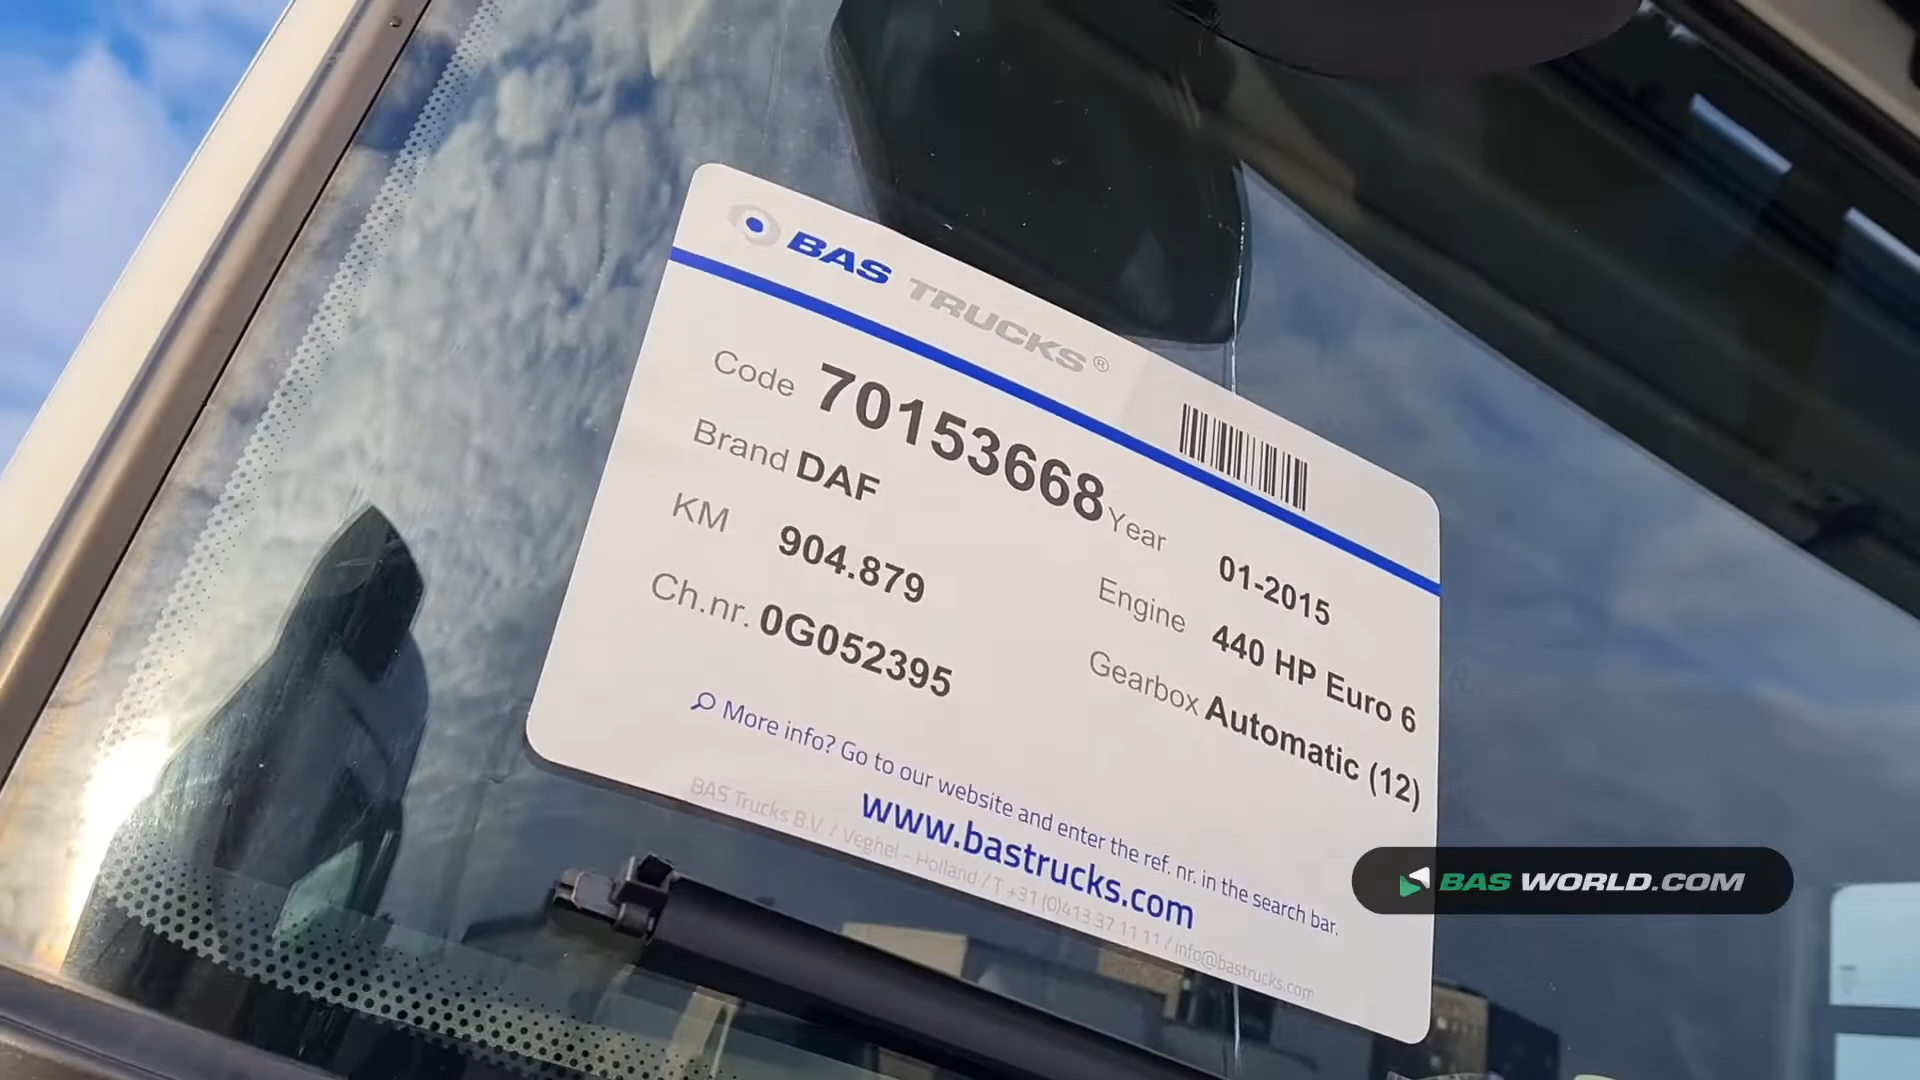 BAS TRUCKS®
Code 70153668
Brand DAF
KM 904.879
Ch.nr. 0G052395
Year 01-2015
Engine 440 HP Euro 6
Gearbox Automatic (12)
More info? Go to our website and enter the ref. nr. in the search bar.
www.bastrucks.com
BAS Trucks B.V. / Veghel - Holland / T +31 (0)413 37 11 11 / info@bastrucks.com
BAS WORLD.COM